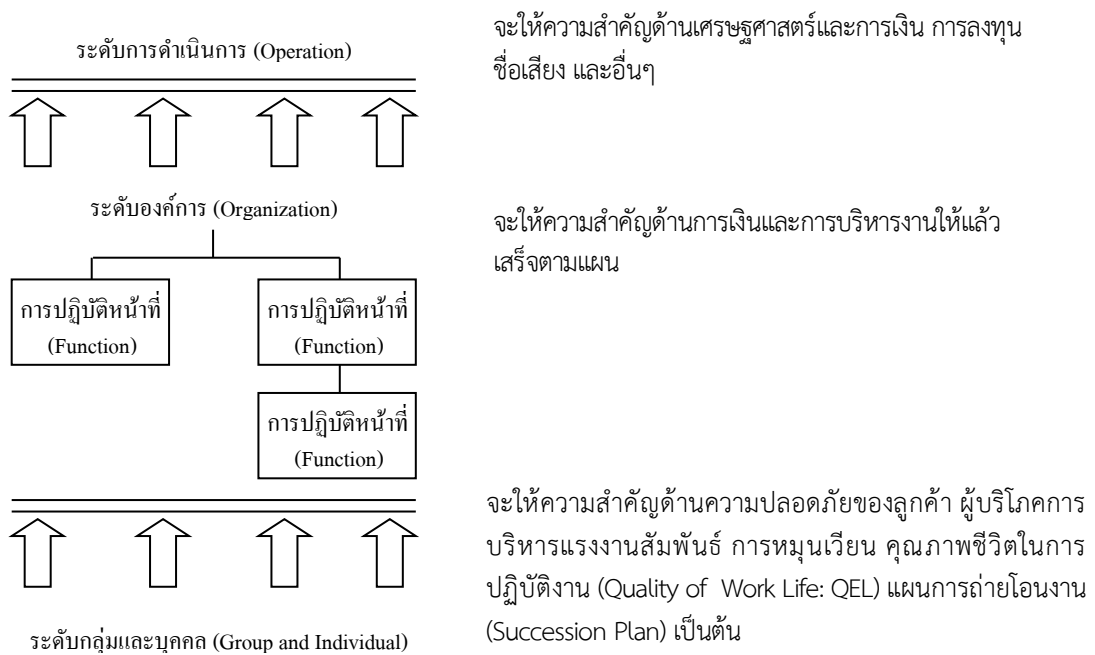 จะให้ความสำคัญด้านเศรษฐศาสตร์และการเงิน การลงทุน
ชื่อเสียง และอื่นๆ
ระดับการดำเนินการ (Operation)
ระดับองค์การ (Organization)
จะให้ความสำคัญด้านการเงินและการบริหารงานให้แล้ว
เสร็จตามแผน
การปฏิบัติหน้าที่
(Function)
การปฏิบัติหน้าที่
(Function)
การปฏิบัติหน้าที่
(Function)
จะให้ความสำคัญด้านความปลอดภัยของลูกค้า ผู้บริโภคการ
บริหารแรงงานสัมพันธ์ การหมุนเวียน คุณภาพชีวิตในการ
ปฏิบัติงาน (Quality of Work Life: QEL) แผนการถ่ายโอนงาน
(Succession Plan) เป็นต้น
ระดับกลุ่มและบุคคล (Group and Individual)